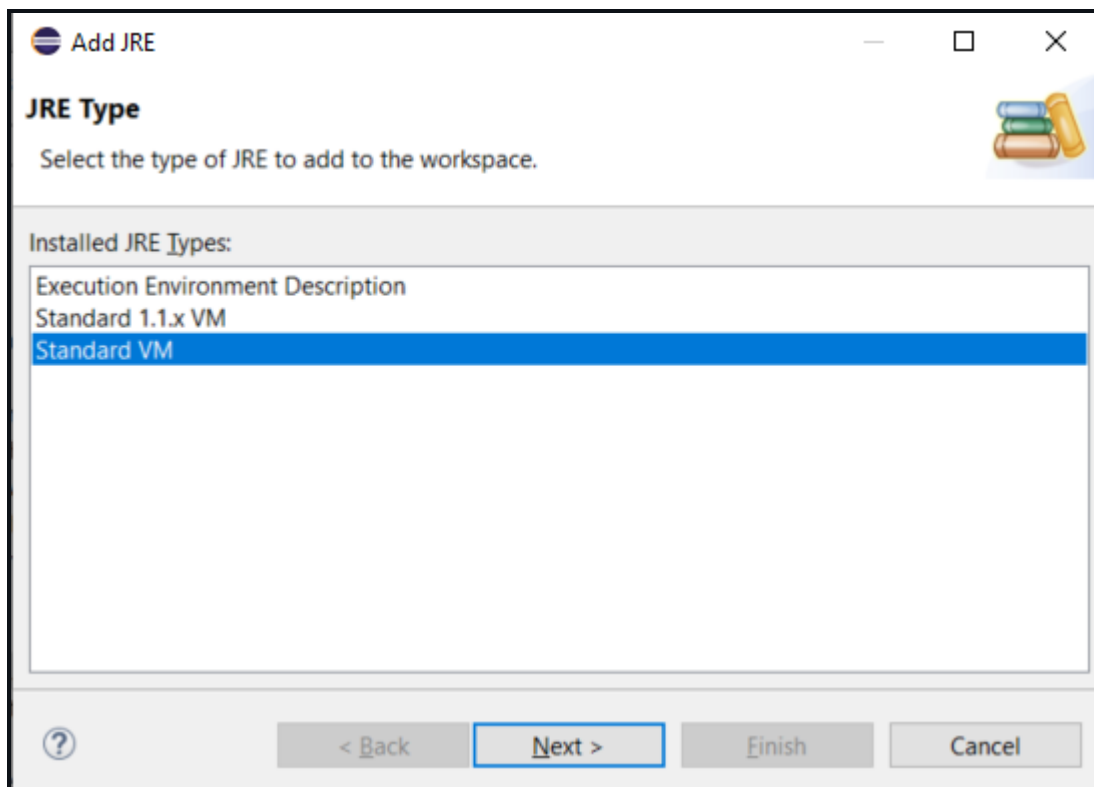 Add JRE
JRE Type
Select the type of JRE to add to the workspace.
Installed JRE Types:
Execution Environment Description
Standard 1.1.x VM
Standard VM
?
< Back
Next >
Finish
Cancel